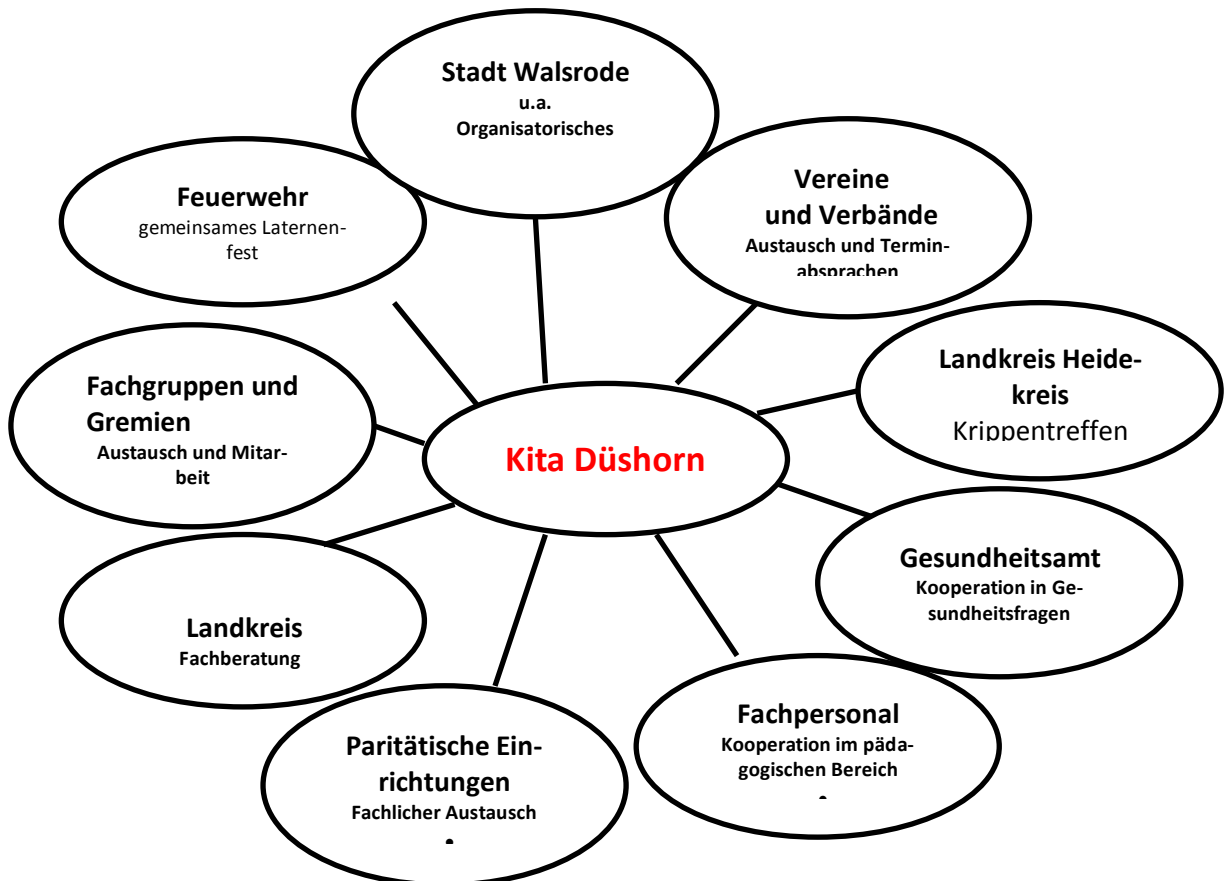 Stadt Walsrode
u.a.
Organisatorisches
Feuerwehr
gemeinsames Laternen-
fest
Vereine
und Verbände
Austausch und Termin-
absprachen
Landkreis Heide-
kreis
Krippentreffen
Fachgruppen und
Gremien
Austausch und Mitar-
beit
Kita Düshorn
Gesundheitsamt
Kooperation in Ge-
sundheitsfragen
Landkreis
Fachberatung
Fachpersonal
Kooperation im päda-
gogischen Bereich
•
Paritätische Ein-
richtungen
Fachlicher Austausch
•